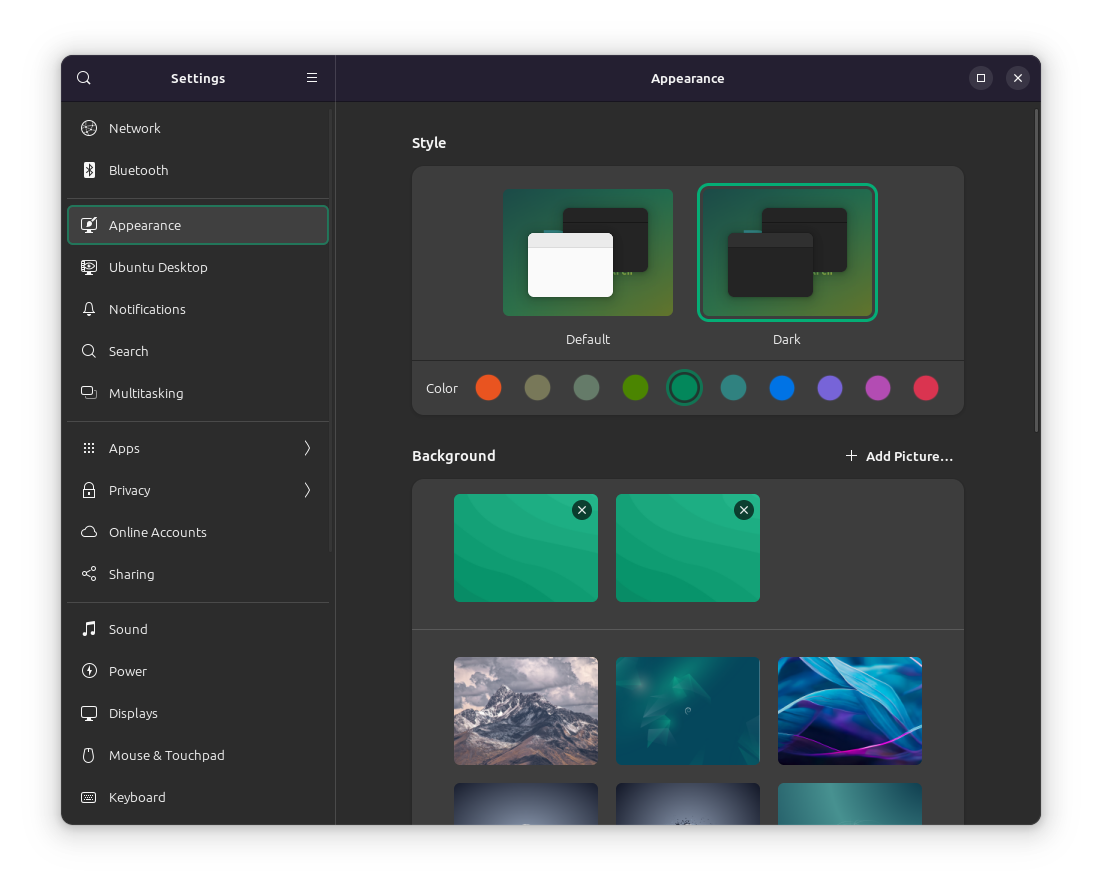 Settings
Appearance
Network
Bluetooth
Appearance
Ubuntu Desktop
Notifications
Search
Multitasking
Apps
Privacy
Online Accounts
Sharing
Sound
Power
Displays
Mouse & Touchpad
Keyboard
Style
Default
Dark
Color
Background
Add Picture...